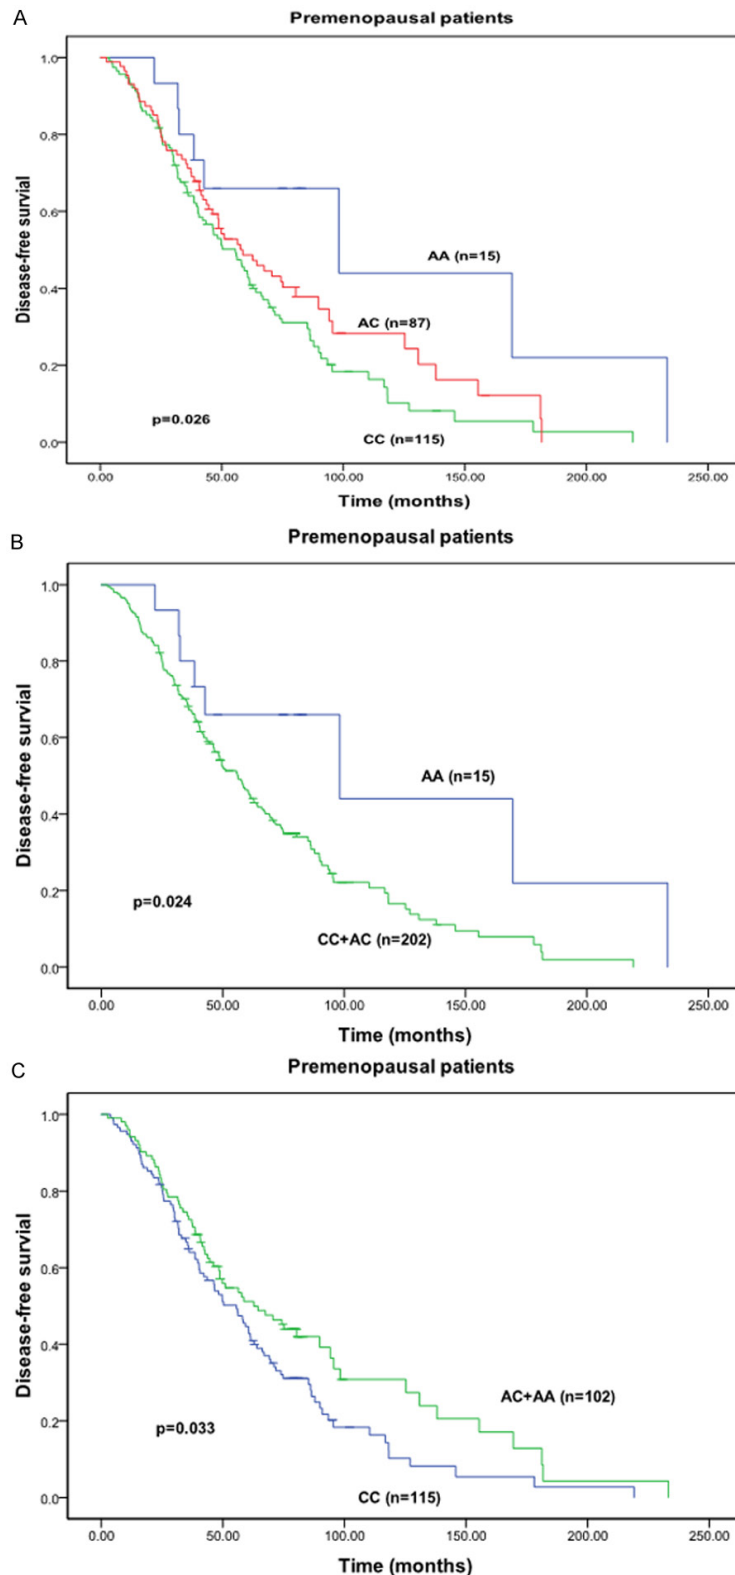 A
Premenopausal patients
1.0
0.8
0.6
0.4
0.2
0.0
Disease-free survial
AA (n=15)
AC (n=87)
p=0.026
CC (n=115)
0.00 50.00 100.00 150.00 200.00 250.00
Time (months)
B
Premenopausal patients
1.0
0.8
0.6
0.4
0.2
0.0
Disease-free survial
AA (n=15)
p=0.024
CC+AC (n=202)
0.00 50.00 100.00 150.00 200.00 250.00
Time (months)
C
Premenopausal patients
1.0
0.8
0.6
0.4
0.2
0.0
Disease-free survial
AC+AA (n=102)
p=0.033
CC (n=115)
0.00 50.00 100.00 150.00 200.00 250.00
Time (months)